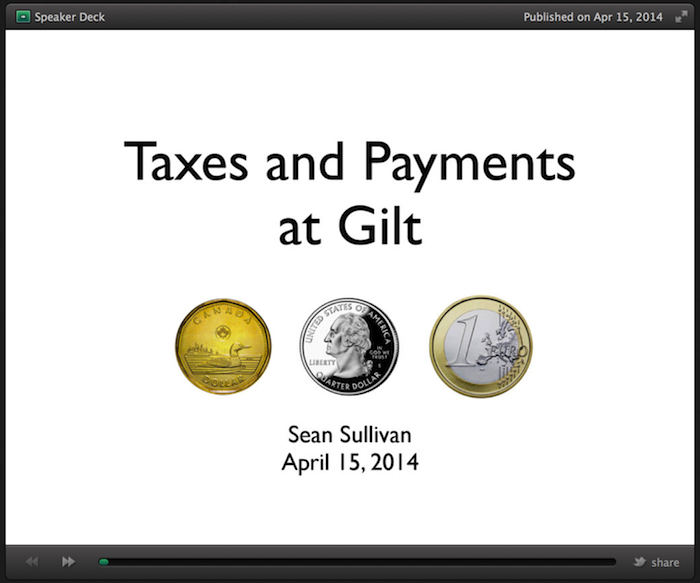 Speaker Deck
Published on Apr 15, 2014
Taxes and Payments
at Gilt
CANADA
DOLLAR
UNITED STATES OF AMERICA
LIBERTY
IN
GOD WE
TRUST
S
QUARTER DOLLAR
1
EURO
Sean Sullivan
April 15, 2014
share